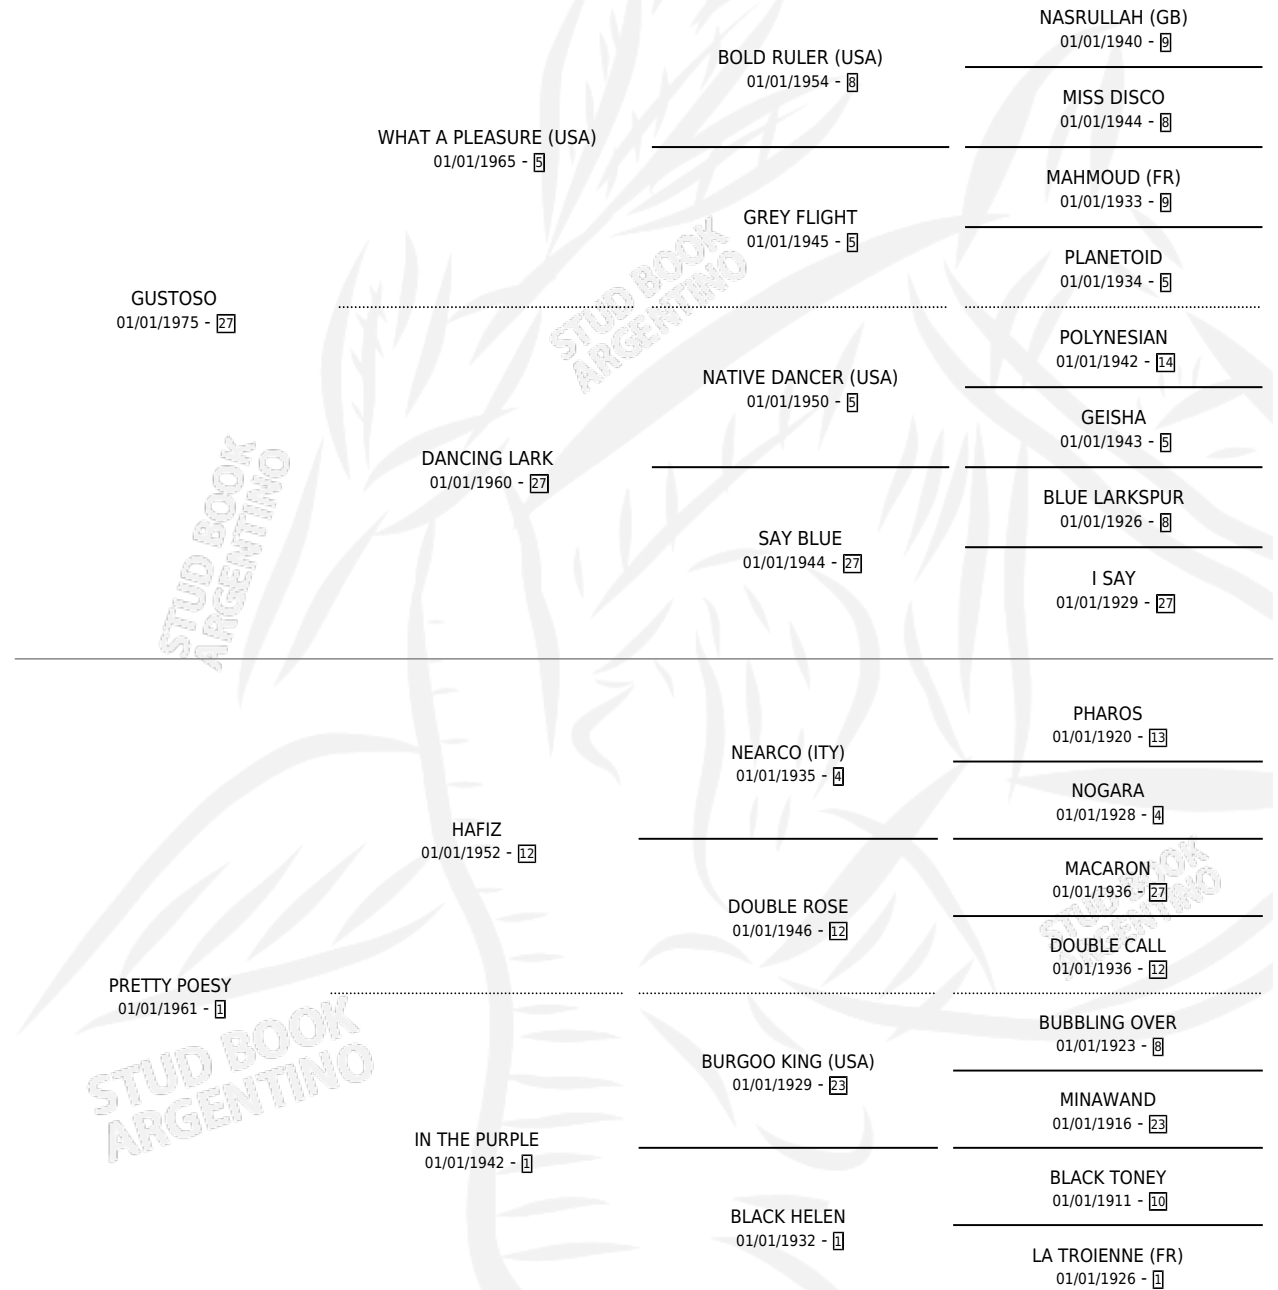 NASRULLAH (GB)
01/01/1940 - 9
BOLD RULER (USA)
01/01/1954 - 8
MISS DISCO
01/01/1944 - 8
WHAT A PLEASURE (USA)
01/01/1965 - 5
MAHMOUD (FR)
01/01/1933 - 9
GREY FLIGHT
01/01/1945 - 5
PLANETOID
01/01/1934 - 5
GUSTOSO
01/01/1975 - 27
STUD BOOK
ARGENTINO
POLYNESIAN
01/01/1942 - 14
NATIVE DANCER (USA)
01/01/1950 - 5
GEISHA
01/01/1943 - 5
DANCING LARK
01/01/1960 - 27
BLUE LARKSPUR
01/01/1926 - 8
SAY BLUE
01/01/1944 - 27
I SAY
01/01/1929 - 27
STUD BOOK
ARGENTINO
PHAROS
01/01/1920 - 13
NEARCO (ITY)
01/01/1935 - 4
NOGARA
01/01/1928 - 4
HAFIZ
01/01/1952 - 12
MACARON
01/01/1936 - 27
DOUBLE ROSE
01/01/1946 - 12
DOUBLE CALL
01/01/1936 - 12
STUD BOOK
ARGENTINO
PRETTY POESY
01/01/1961 - 1
STUD BOOK
ARGENTINO
BUBBLING OVER
01/01/1923 - 8
BURGOO KING (USA)
01/01/1929 - 23
MINAWAND
01/01/1916 - 23
IN THE PURPLE
01/01/1942 - 1
BLACK TONEY
01/01/1911 - 10
BLACK HELEN
01/01/1932 - 1
LA TROIENNE (FR)
01/01/1926 - 1